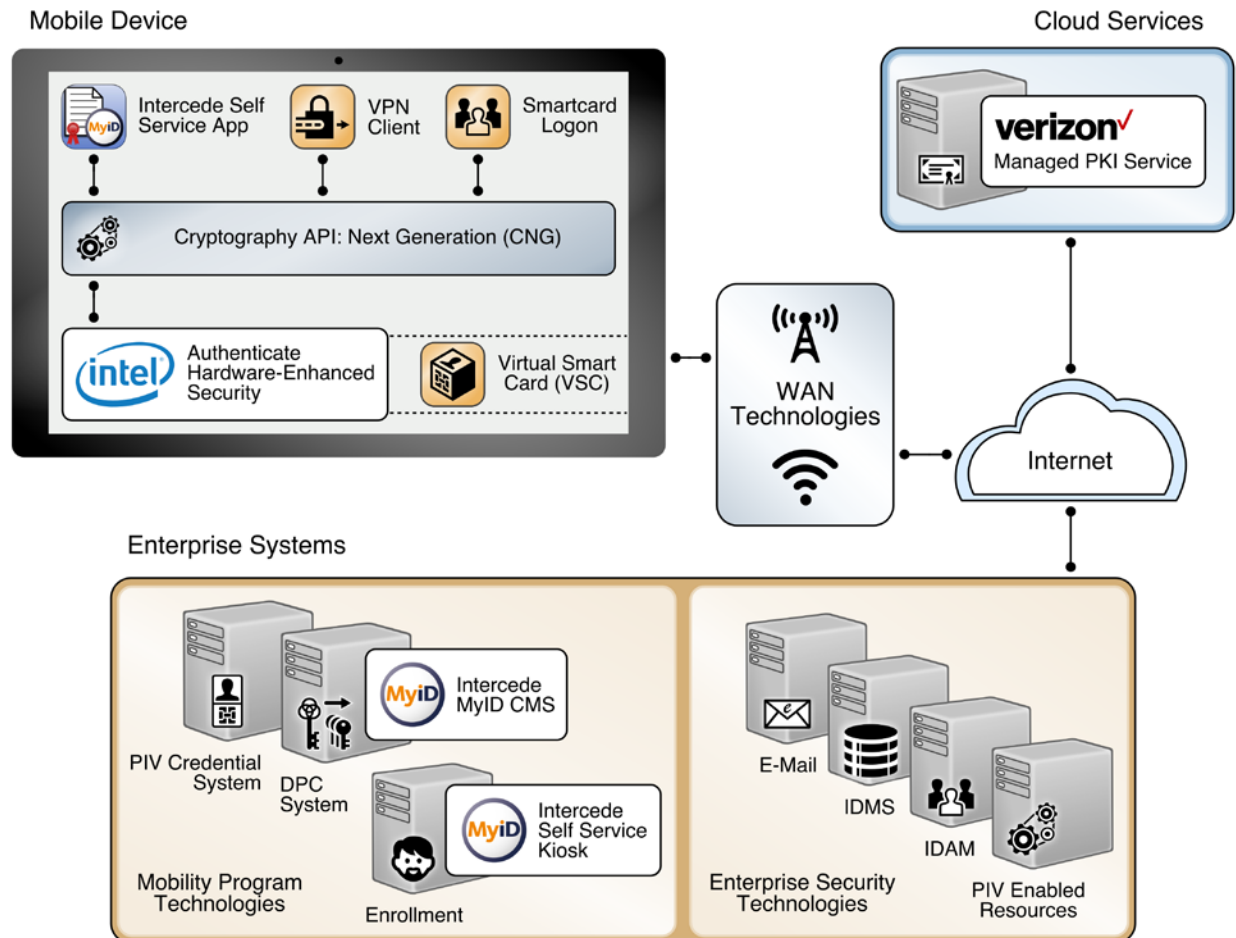 Mobile Device
Cloud Services
Intercede Self
Service App
MyiD
VPN
Client
Smartcard
Logon
verizon✓
Managed PKI Service
Cryptography API: Next Generation (CNG)
intel
Authenticate
Hardware-Enhanced
Security
Virtual Smart
Card (VSC)
WAN
Technologies
Internet
Enterprise Systems
MyiD
Intercede
MyID CMS
PIV Credential
System
DPC
System
MyiD
Intercede
Self Service
Kiosk
Mobility Program
Technologies
Enrollment
e
E-Mail
IDMS
IDAM
Enterprise Security
Technologies
PIV Enabled
Resources